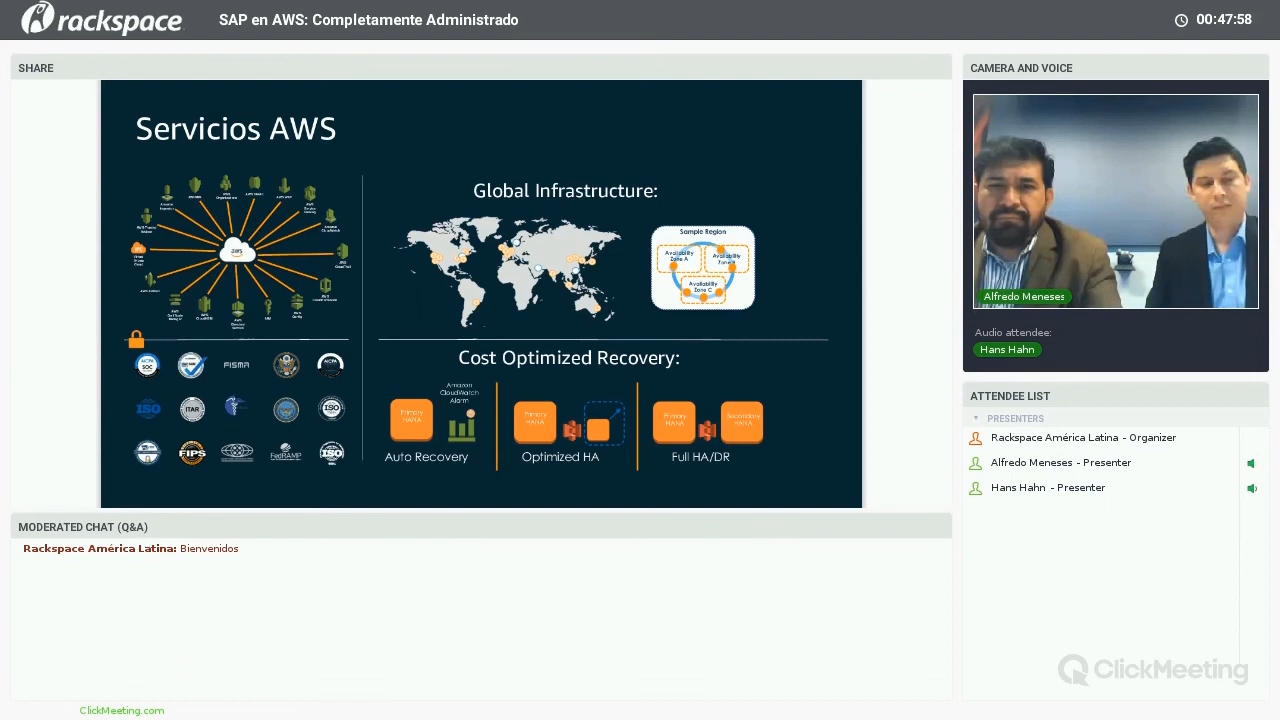 rackspace
SAP en AWS: Completamente Administrado
00:47:58
SHARE
Servicios AWS
aws
Global Infrastructure:
Sample Region
Availability
Zone A
Availability
Availability
Zone C
AICPA
SOC
FISMA
AICPA
ISO
ITAR
ISO
FIPS
FedRAMP
ISO
Cost Optimized Recovery:
Primary
HANA
Amazon
CloudWatch
Alarm
Auto Recovery
Primary
HANA
Optimized HA
Primary
HANA
Secondary
HANA
Full HA/DR
MODERATED CHAT (Q&A)
Rackspace América Latina: Bienvenidos
CAMERA AND VOICE
Alfredo Meneses
Audio attendee:
Hans Hahn
ATTENDEE LIST
PRESENTERS
Rackspace América Latina - Organizer
Alfredo Meneses - Presenter
Hans Hahn - Presenter
ClickMeeting
ClickMeeting.com